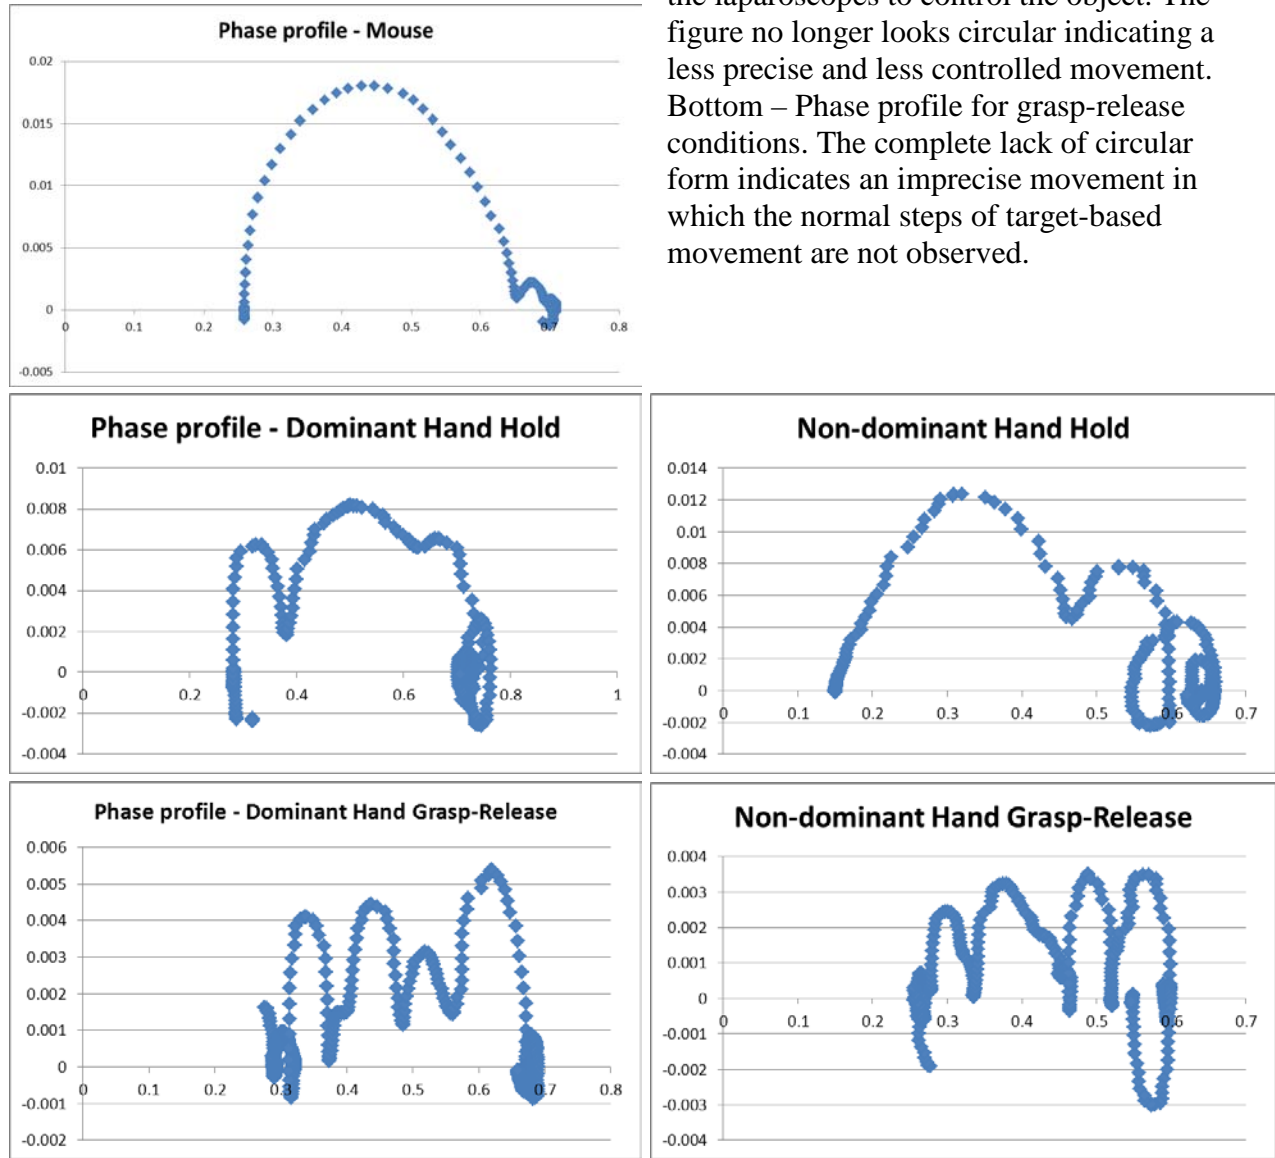 the laparoscopes to control the object. The
figure no longer looks circular indicating a
less precise and less controlled movement.
Bottom – Phase profile for grasp-release
conditions. The complete lack of circular
form indicates an imprecise movement in
which the normal steps of target-based
movement are not observed.
Phase profile - Mouse
0.02
0.015
0.01
0.005
0
-0.005
0 0.1 0.2 0.3 0.4 0.5 0.6 0.7 0.8
Phase profile - Dominant Hand Hold
0.01
0.008
0.006
0.004
0.002
0
-0.002
-0.004
0 0.2 0.4 0.6 0.8 1
Non-dominant Hand Hold
0.014
0.012
0.01
0.008
0.006
0.004
0.002
0
-0.002
-0.004
0 0.1 0.2 0.3 0.4 0.5 0.6 0.7
Phase profile - Dominant Hand Grasp-Release
0.006
0.005
0.004
0.003
0.002
0.001
0
-0.001
-0.002
0 0.1 0.2 0.3 0.4 0.5 0.6 0.7 0.8
Non-dominant Hand Grasp-Release
0.004
0.003
0.002
0.001
0
-0.001
-0.002
-0.003
-0.004
0 0.1 0.2 0.3 0.4 0.5 0.6 0.7